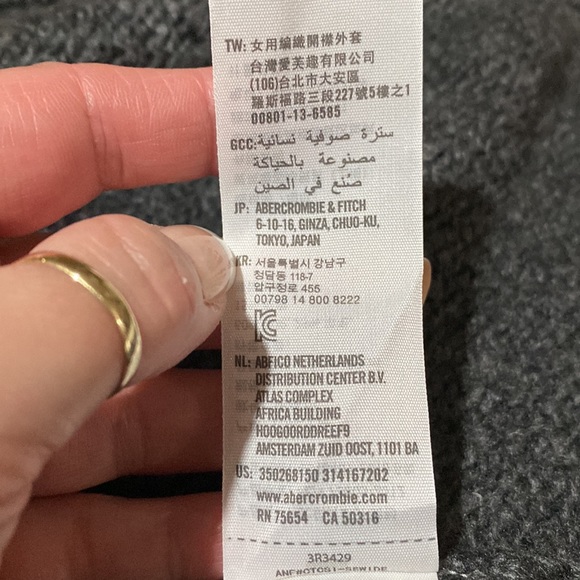 TW: 女用編織開襟外套
台灣愛芙趣有限公司
(106)台北市大安區
羅斯福路三段227號5樓之1
00801-13-6585
GCC: سترة صوفية نسائية
مصنوعة بالحياكة
صُنع في الصين
JP: ABERCROMBIE & FITCH
6-10-16, GINZA, CHUO-KU,
TOKYO, JAPAN
KR: 서울특별시 강남구
청담동 118-7
압구정로 455
00798 14 800 8222
NL: ABFICO NETHERLANDS
DISTRIBUTION CENTER B.V.
ATLAS COMPLEX
AFRICA BUILDING
HOOGOORDDREEF9
AMSTERDAM ZUID OOST, 1101 BA
US: 350268150 314167202
www.abercrombie.com
RN 75654 CA 50316
3R3429